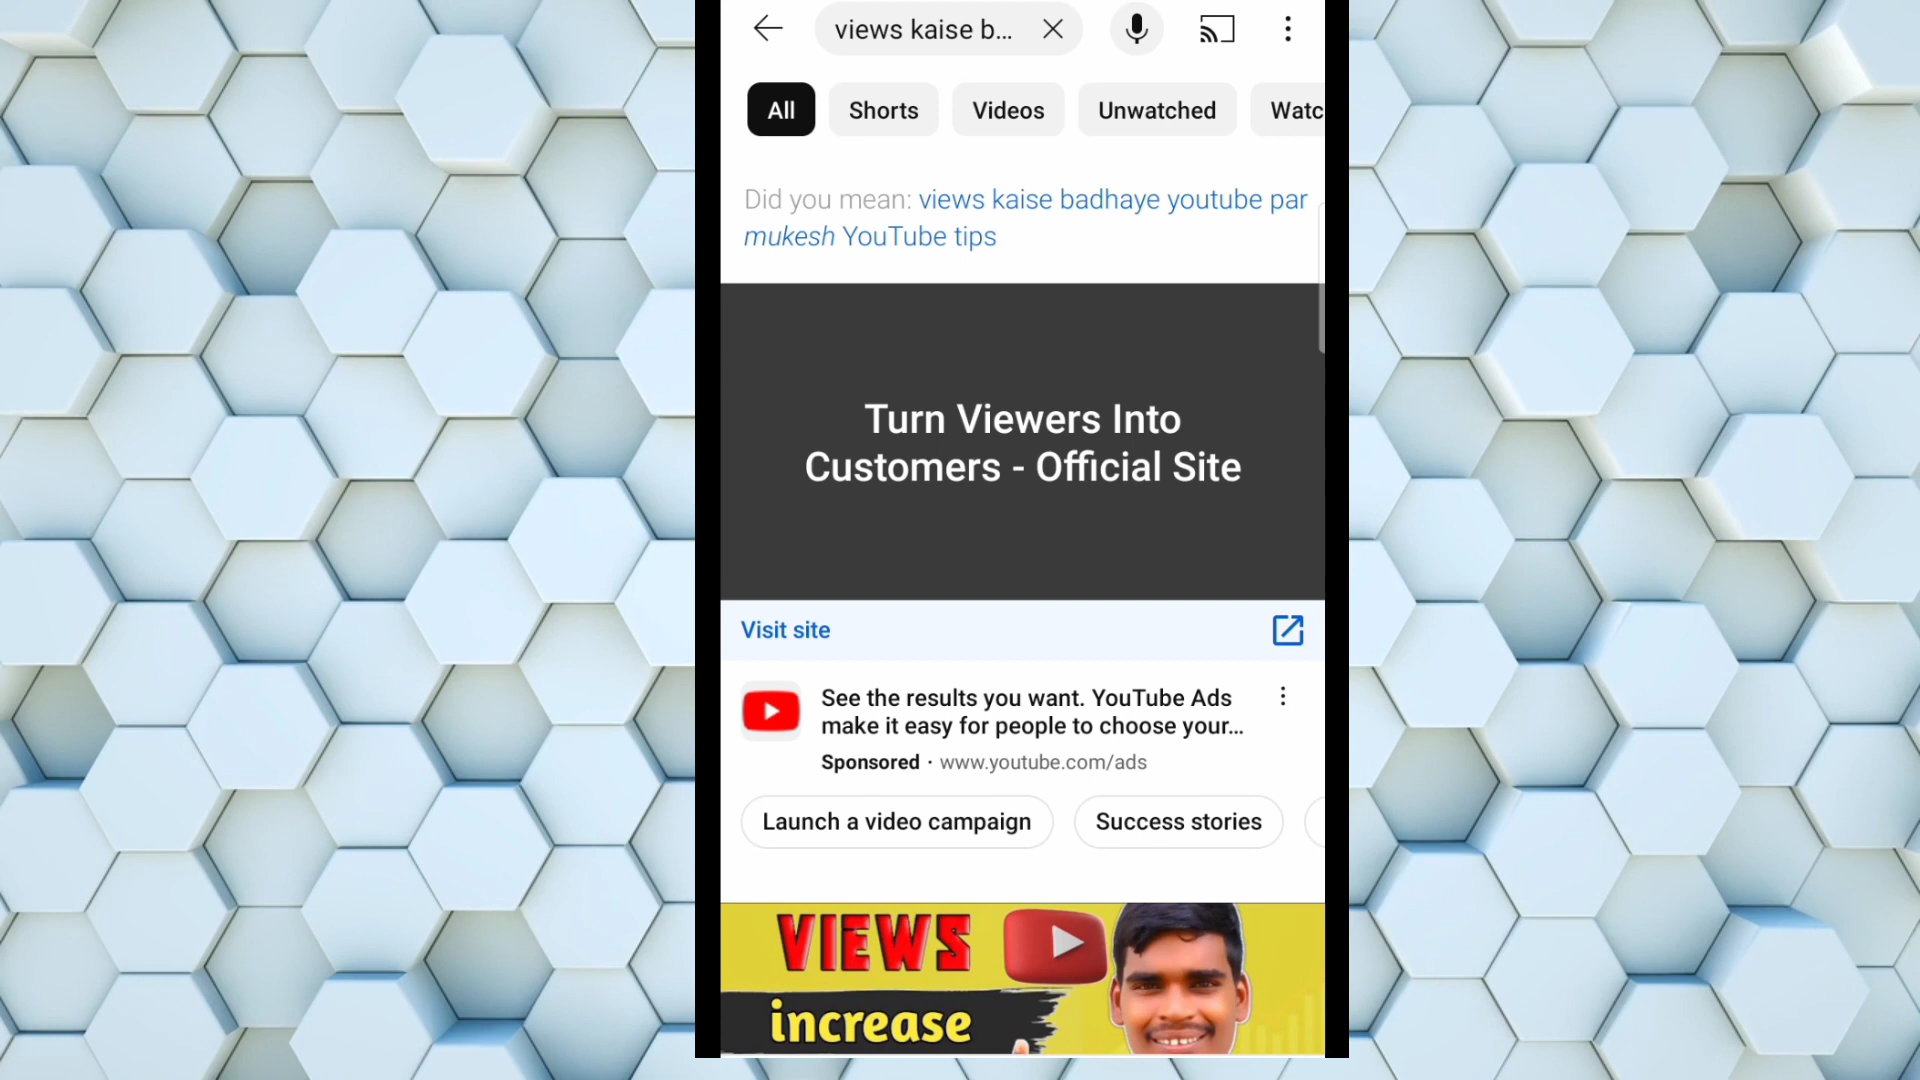 views kaise b...
All Shorts Videos Unwatched Watc
Did you mean: views kaise badhaye youtube par
mukesh YouTube tips
Turn Viewers Into
Customers - Official Site
Visit site
See the results you want. YouTube Ads
make it easy for people to choose your...
Sponsored · www.youtube.com/ads
Launch a video campaign Success stories
VIEWS
increase